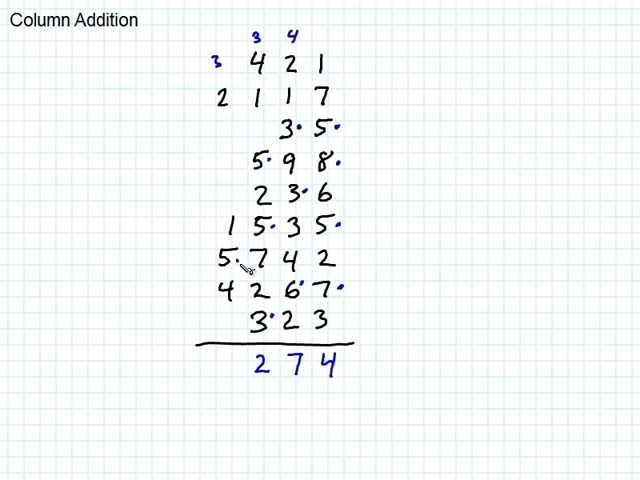 Column Addition
3 4
3 4 2 1
2 1 1 7
3 5
5 9 8
2 3 6
1 5 3 5
5 7 4 2
4 2 6 7
3 2 3
2 7 4